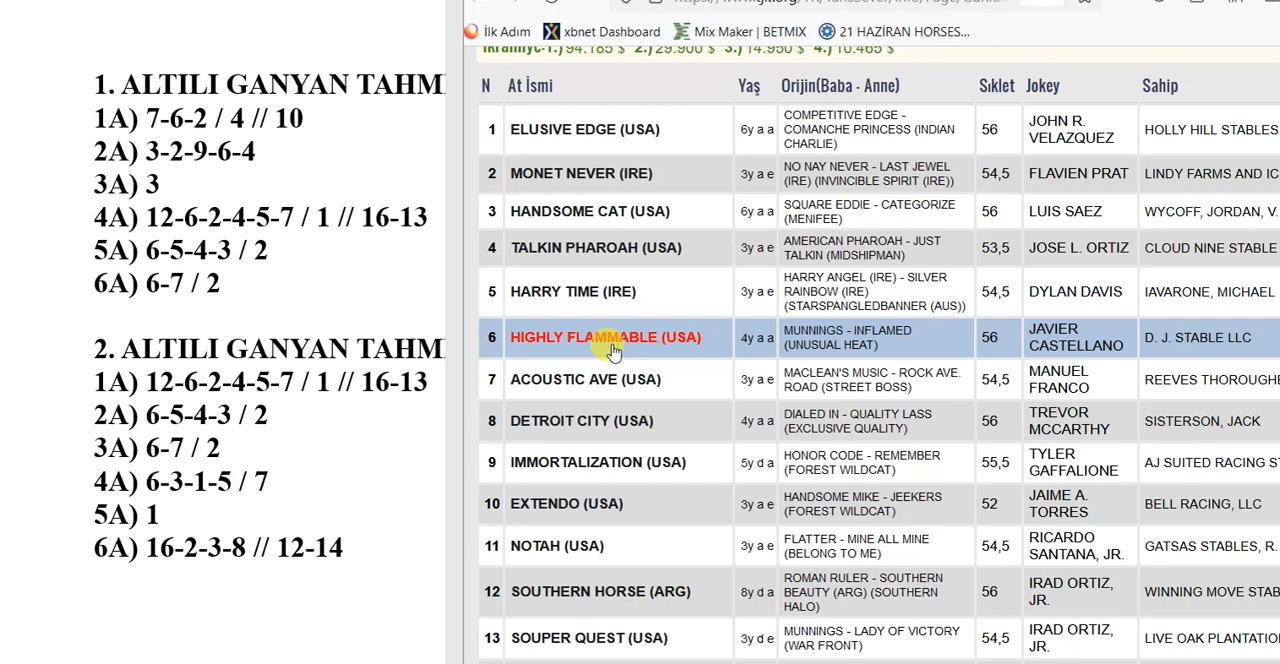 1. ALTILI GANYAN
1A) 7-6-2 / 4 // 10
2A) 3-2-9-6-4
3A) 3
4A) 12-6-2-4-5-7 / 1 // 16-13
5A) 6-5-4-3 / 2
6A) 6-7 / 2
2. ALTILI GANYAN
1A) 12-6-2-4-5-7 / 1 // 16-13
2A) 6-5-4-3 / 2
3A) 6-7 / 2
4A) 6-3-1-5 / 7
5A) 1
6A) 16-2-3-8 // 12-14
İlk Adım xbnet Dashboard Mix Maker | BETMIX 21 HAZİRAN HORSES...
1.) 94.185 $ 2.) 29.900 $ 3.) 14.950 $ 4.) 10.465 $
N At İsmi Yaş Orijin(Baba - Anne) Sıklet Jokey Sahip
1 ELUSIVE EDGE (USA) 6y a a COMPETITIVE EDGE - COMANCHE PRINCESS (INDIAN CHARLIE) 56 JOHN R. VELAZQUEZ HOLLY HILL STABLES
2 MONET NEVER (IRE) 3y a e NO NAY NEVER - LAST JEWEL (IRE) (INVINCIBLE SPIRIT (IRE)) 54,5 FLAVIEN PRAT LINDY FARMS AND
3 HANDSOME CAT (USA) 6y a a SQUARE EDDIE - CATEGORIZE (MENIFEE) 56 LUIS SAEZ WYCOFF, JORDAN, V.
4 TALKIN PHAROAH (USA) 3y a e AMERICAN PHAROAH - JUST TALKIN (MIDSHIPMAN) 53,5 JOSE L. ORTIZ CLOUD NINE STABLE
5 HARRY TIME (IRE) 3y a e HARRY ANGEL (IRE) - SILVER RAINBOW (IRE) (STARSPANGLEDBANNER (AUS)) 54,5 DYLAN DAVIS IAVARONE, MICHAEL
6 HIGHLY FLAMMABLE (USA) 4y a a MUNNINGS - INFLAMED (UNUSUAL HEAT) 56 JAVIER CASTELLANO D. J. STABLE LLC
7 ACOUSTIC AVE (USA) 3y a e MACLEAN'S MUSIC - ROCK AVE. ROAD (STREET BOSS) 54,5 MANUEL FRANCO REEVES
8 DETROIT CITY (USA) 4y a a DIALED IN - QUALITY LASS (EXCLUSIVE QUALITY) 56 TREVOR MCCARTHY SISTERSON, JACK
9 IMMORTALIZATION (USA) 5y d a HONOR CODE - REMEMBER (FOREST WILDCAT) 55,5 TYLER GAFFALIONE AJ SUITED RACING
10 EXTENDO (USA) 3y a e HANDSOME MIKE - JEEKERS (FOREST WILDCAT) 52 JAIME A. TORRES BELL RACING, LLC
11 NOTAH (USA) 3y a e FLATTER - MINE ALL MINE (BELONG TO ME) 54,5 RICARDO SANTANA, JR. GATSAS STABLES, R.
12 SOUTHERN HORSE (ARG) 8y d a ROMAN RULER - SOUTHERN BEAUTY (ARG) (SOUTHERN HALO) 56 IRAD ORTIZ, JR. WINNING MOVE
13 SOUPER QUEST (USA) 3y d e MUNNINGS - LADY OF VICTORY (WAR FRONT) 54,5 IRAD ORTIZ, JR. LIVE OAK